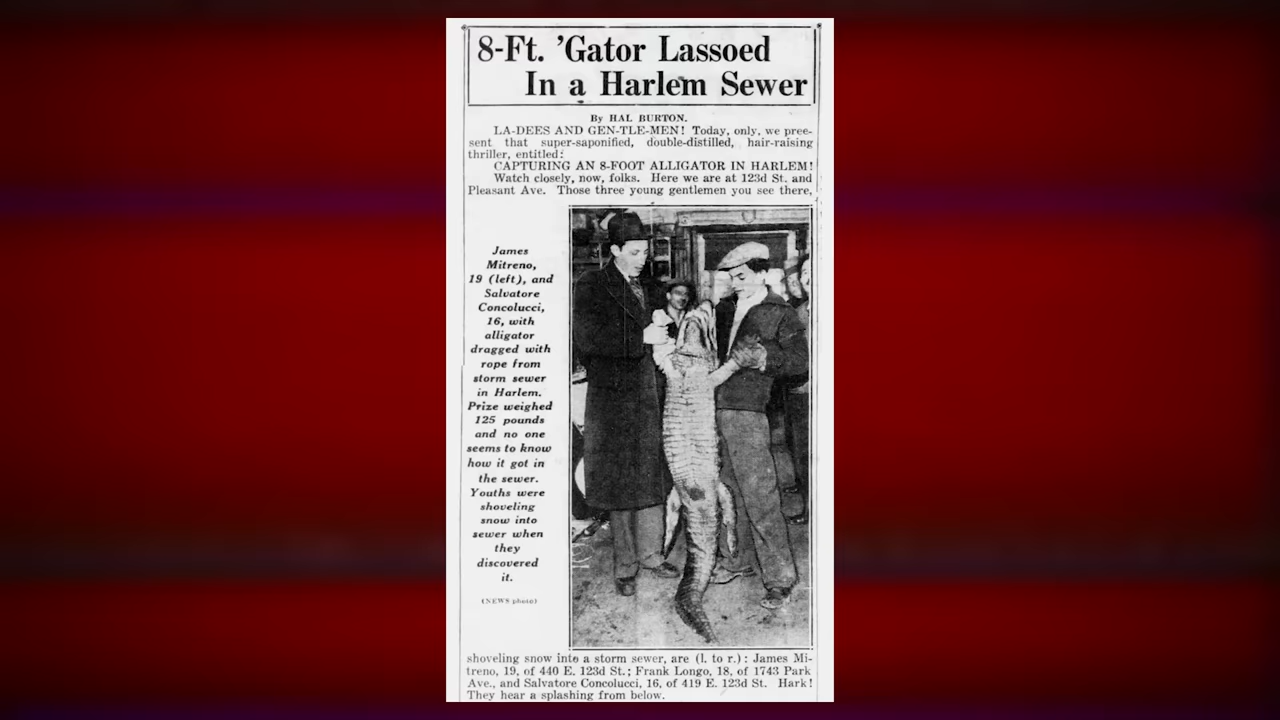 8-Ft. 'Gator Lassoed
In a Harlem Sewer
By HAL BURTON.
LA-DEES AND GEN-TLE-MEN! Today, only, we pree-
sent that super-saponified, double-distilled, hair-raising
thriller, entitled:
CAPTURING AN 8-FOOT ALLIGATOR IN HARLEM!
Watch closely, now, folks. Here we are at 123d St. and
Pleasant Ave. Those three young gentlemen you see there,
James
Mitreno,
19 (left), and
Salvatore
Concolucci,
16, with
alligator
dragged with
rope from
storm sewer
in Harlem.
Prize weighed
125 pounds
and no one
seems to know
how it got in
the sewer.
Youths were
shoveling
snow into
sewer when
they
discovered
it.
(NEWS photo)
shoveling snow into a storm sewer, are (l. to r.): James Mi-
treno, 19, of 440 E. 123d St.; Frank Longo, 18, of 1743 Park
Ave., and Salvatore Concolucci, 16, of 419 E. 123d St. Hark!
They hear a splashing from below.